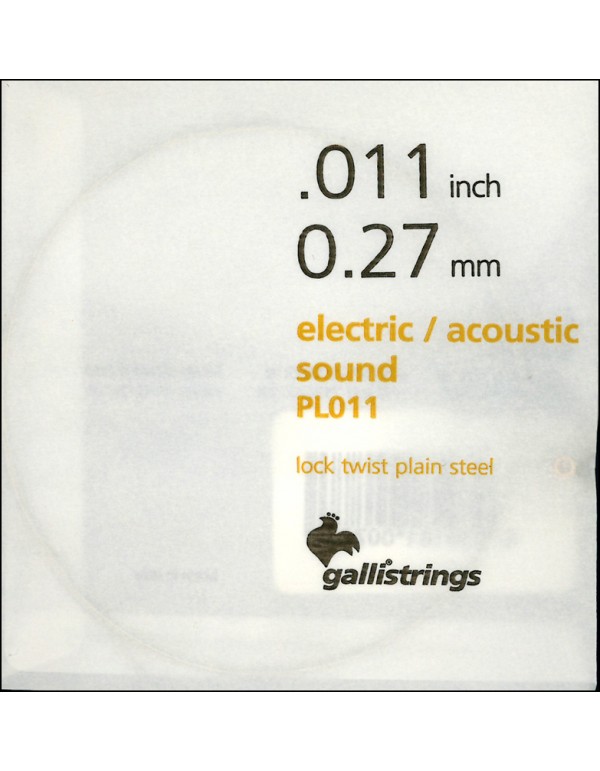 .011 inch
0.27 mm
electric / acoustic
sound
PL011
lock twist plain steel
gallistrings